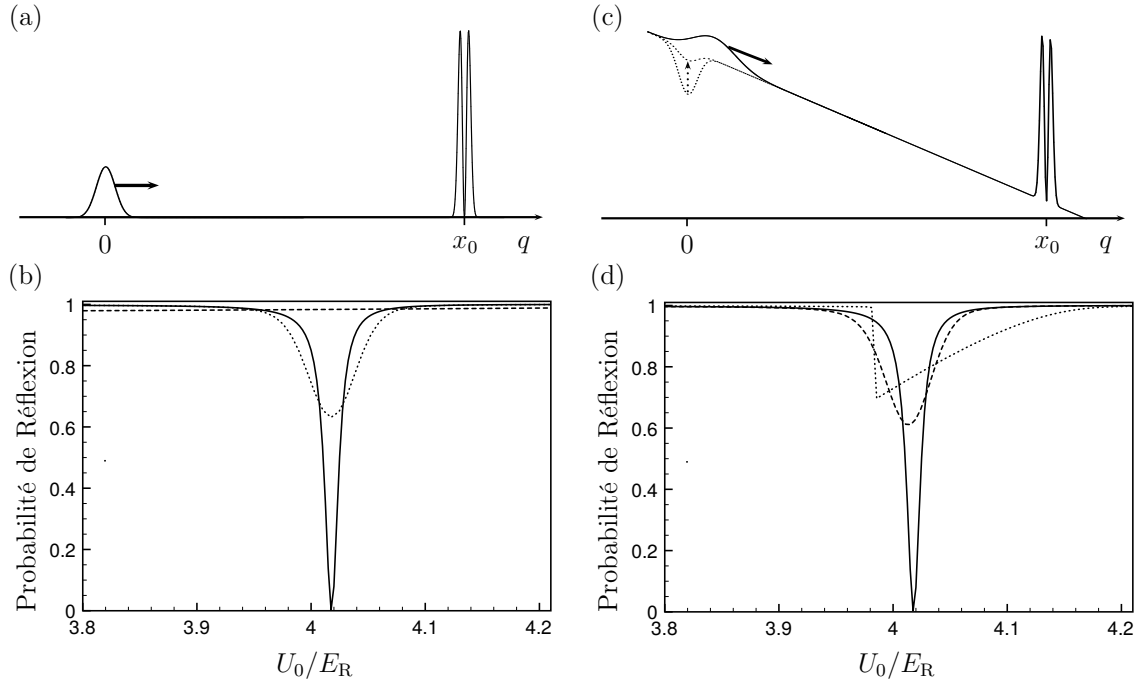 (a)
0
x₀
q
(b)
Probabilité de Réflexion
1
0.8
0.6
0.4
0.2
0
3.8
3.9
4
4.1
4.2
U₀/E_R
(c)
0
x₀
q
(d)
Probabilité de Réflexion
1
0.8
0.6
0.4
0.2
0
3.8
3.9
4
4.1
4.2
U₀/E_R